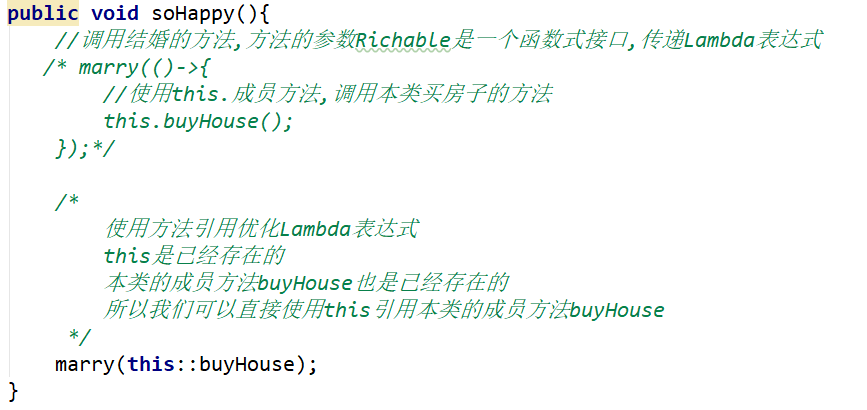 public void soHappy(){
//调用结婚的方法,方法的参数Richable是一个函数式接口,传递Lambda表达式
/* marry(()->{
//使用this.成员方法,调用本类买房子的方法
this.buyHouse();
});*/
/*
使用方法引用优化Lambda表达式
this是已经存在的
本类的成员方法buyHouse也是已经存在的
所以我们可以直接使用this引用本类的成员方法buyHouse
*/
marry(this::buyHouse);
}